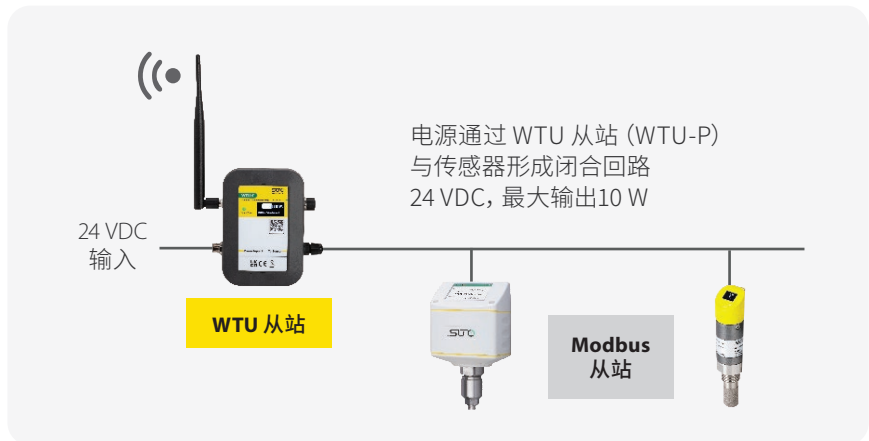 电源通过 WTU 从站 (WTU-P)
与传感器形成闭合回路
24 VDC, 最大输出10 W
24 VDC
输入
WTU 从站
SUTO
Modbus
从站